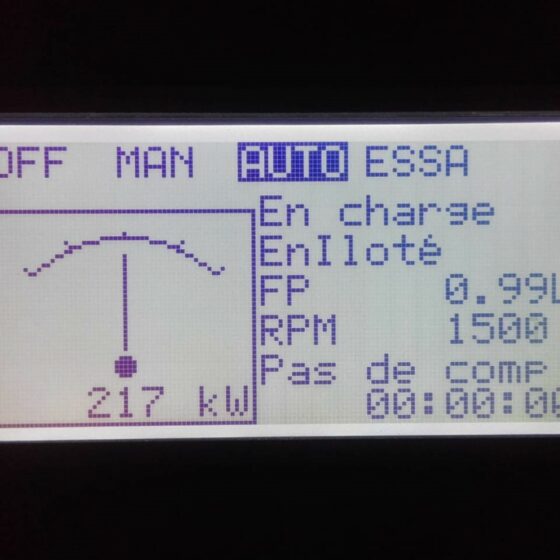 OFF MAN AUTO ESSA
En charge
EnIloté
FP 0.99L
RPM 1500
Pas de comp
00:00:00
217 kW